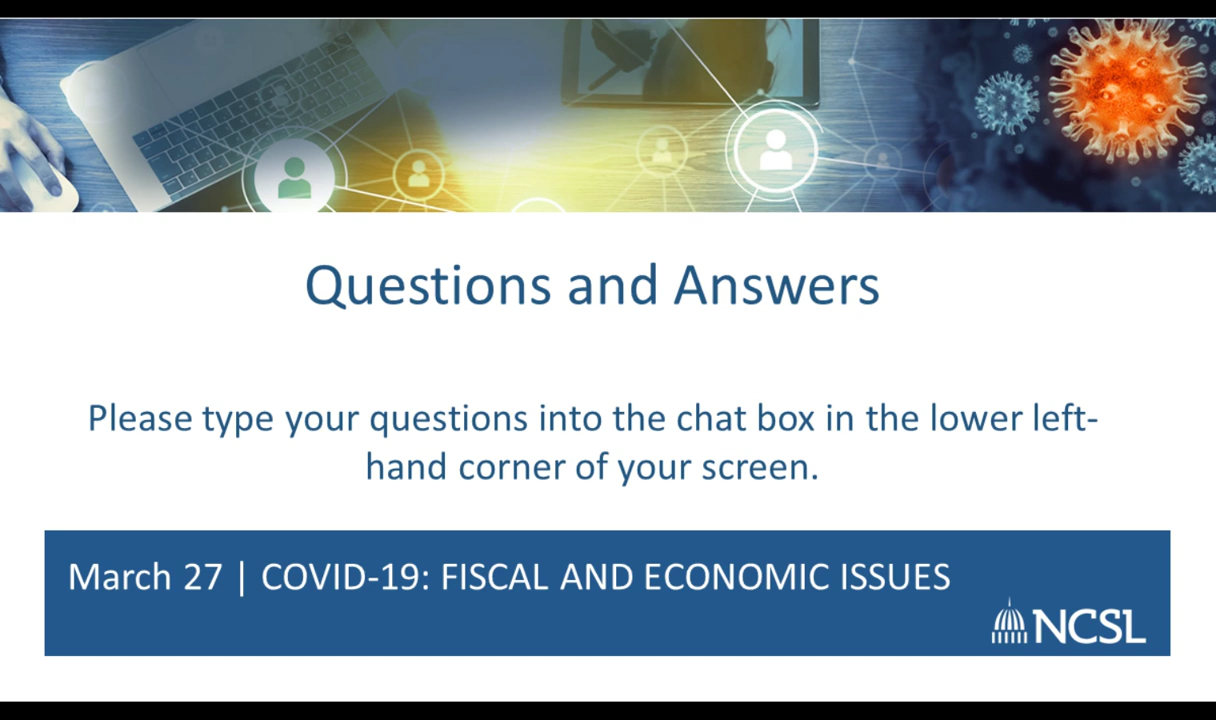 Questions and Answers
Please type your questions into the chat box in the lower left-
hand corner of your screen.
March 27 | COVID-19: FISCAL AND ECONOMIC ISSUES
NCSL